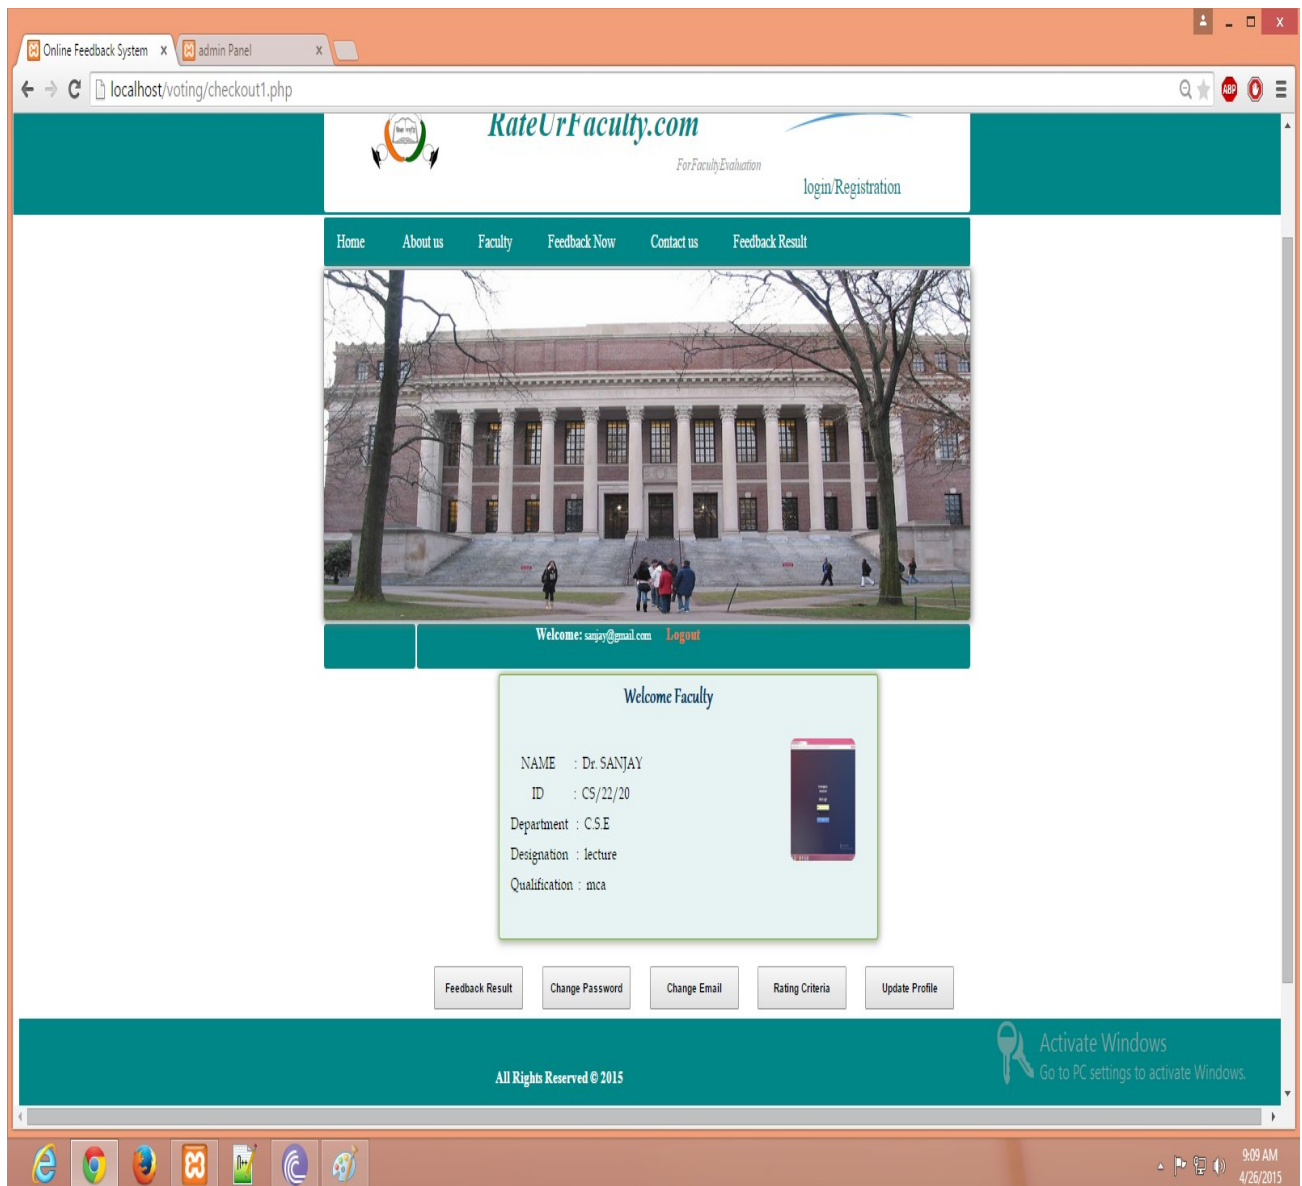 Online Feedback System
admin Panel
localhost/voting/checkout1.php
ABP
RateUrFaculty.com
ForFacultyEvaluation
login/Registration
Home About us Faculty Feedback Now Contact us Feedback Result
Welcome: sanjay@gmail.com Logout
Welcome Faculty
NAME : Dr. SANJAY
ID : CS/22/20
Department : C.S.E
Designation : lecture
Qualification : mca
Feedback Result Change Password Change Email Rating Criteria Update Profile
All Rights Reserved © 2015
Activate Windows
Go to PC settings to activate Windows.
9:09 AM
4/26/2015